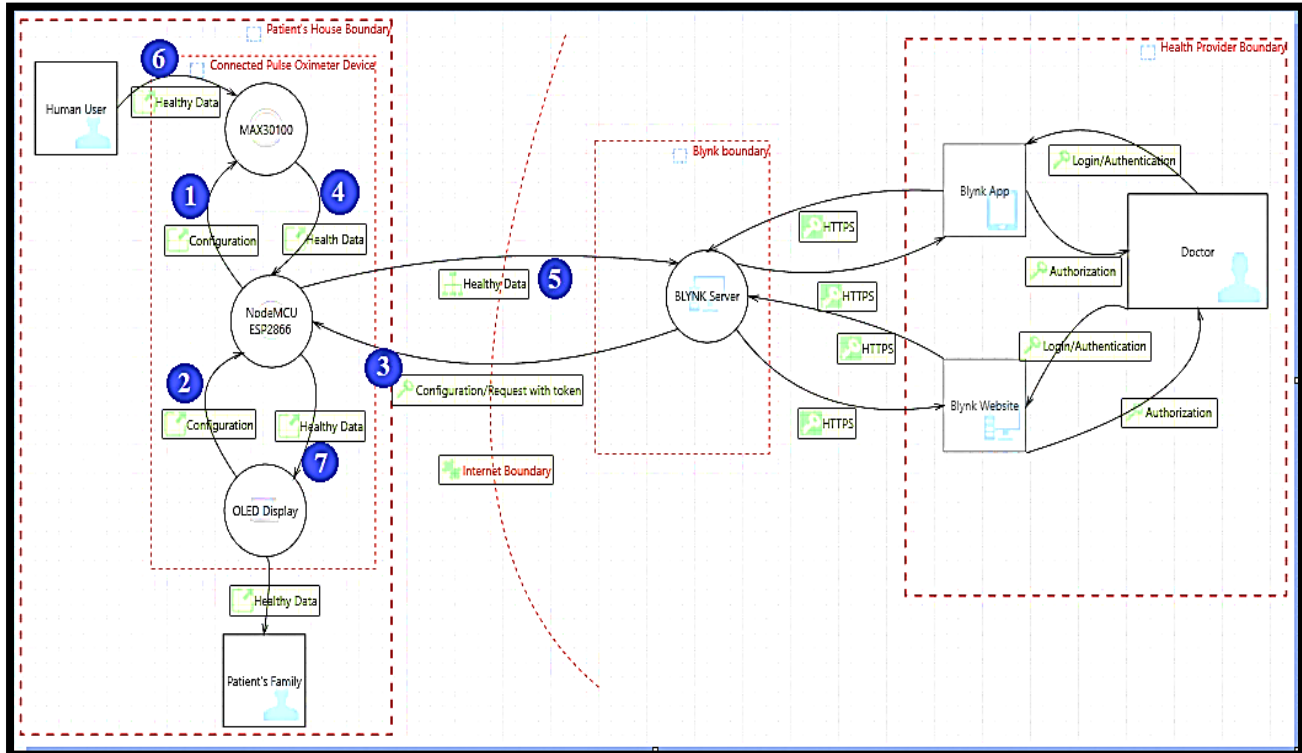 Patient's House Boundary
6
Connected Pulse Oximeter Device
Human User
Healthy Data
MAX30100
1
4
Configuration
Health Data
NodeMCU
ESP2866
2
Configuration
Healthy Data
7
OLED Display
Healthy Data
Patient's Family
Healthy Data
5
3
Configuration/Request with token
Internet Boundary
Blynk boundary
BLYNK Server
HTTPS
HTTPS
HTTPS
HTTPS
Health Provider Boundary
Blynk App
Login/Authentication
Authorization
Doctor
Login/Authentication
Blynk Website
Authorization